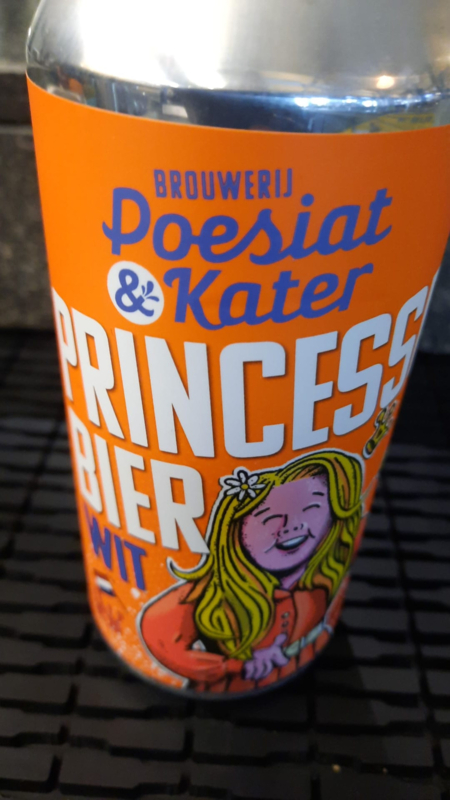 BROUWERIJ
Poesiat
& Kater
PRINCESS
BIER
WIT